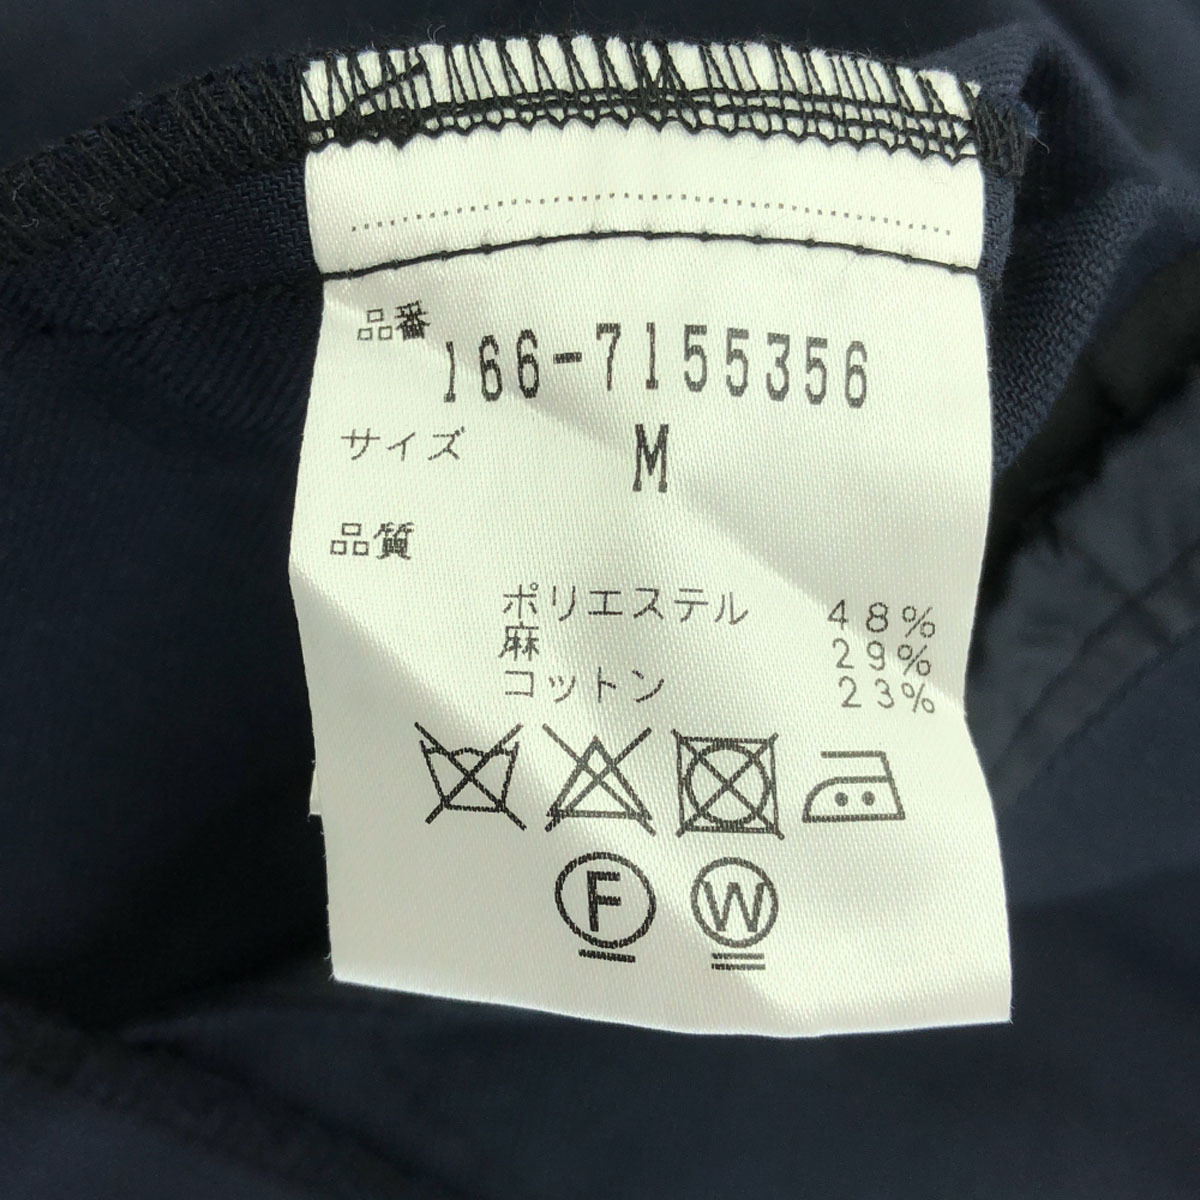 品番 166-7155356
サイズ M
品質
ポリエステル 48%
麻 29%
コットン 23%
F W